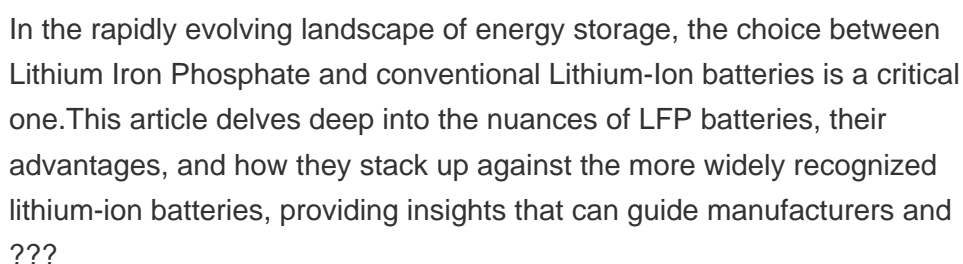 In the rapidly evolving landscape of energy storage, the choice between
Lithium Iron Phosphate and conventional Lithium-Ion batteries is a critical
one.This article delves deep into the nuances of LFP batteries, their
advantages, and how they stack up against the more widely recognized
lithium-ion batteries, providing insights that can guide manufacturers and
???